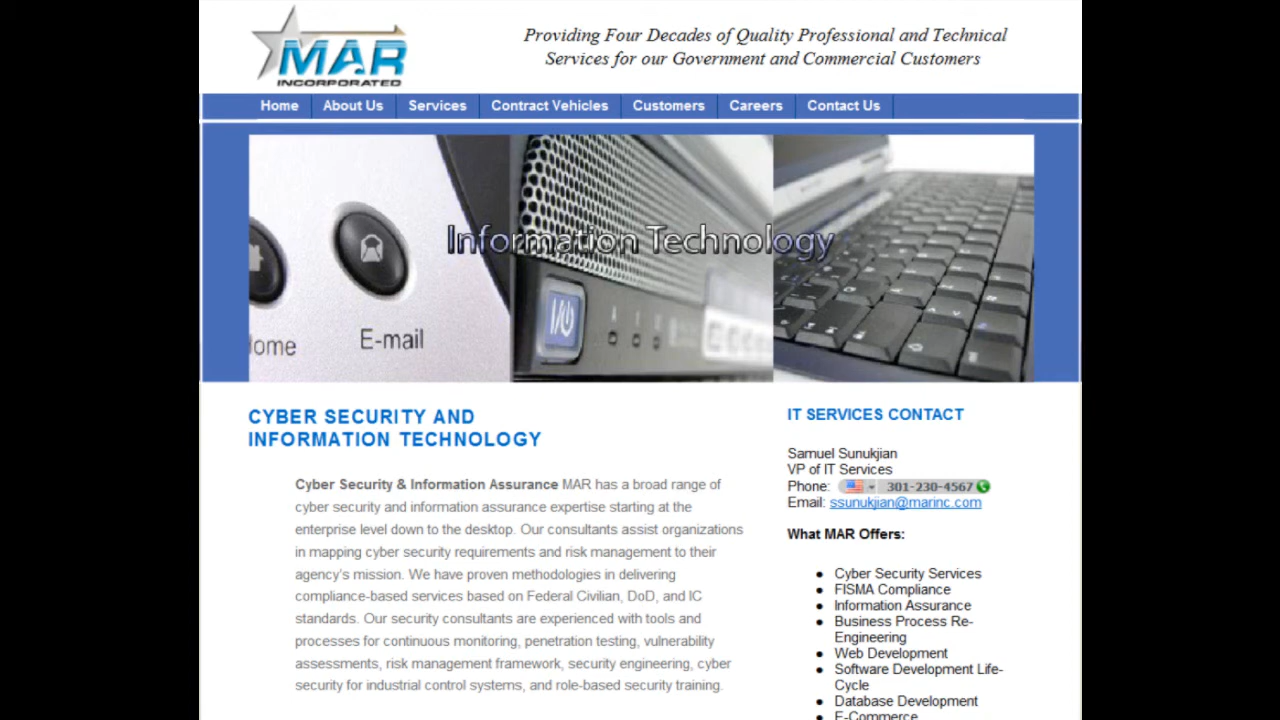 MAR
INCORPORATED
Providing Four Decades of Quality Professional and Technical
Services for our Government and Commercial Customers
Home About Us Services Contract Vehicles Customers Careers Contact Us
Information Technology
E-mail
ome
CYBER SECURITY AND
INFORMATION TECHNOLOGY
Cyber Security & Information Assurance MAR has a broad range of
cyber security and information assurance expertise starting at the
enterprise level down to the desktop. Our consultants assist organizations
in mapping cyber security requirements and risk management to their
agency's mission. We have proven methodologies in delivering
compliance-based services based on Federal Civilian, DoD, and IC
standards. Our security consultants are experienced with tools and
processes for continuous monitoring, penetration testing, vulnerability
assessments, risk management framework, security engineering, cyber
security for industrial control systems, and role-based security training.
IT SERVICES CONTACT
Samuel Sunukjian
VP of IT Services
Phone: 301-230-4567
Email: ssunukjian@marinc.com
What MAR Offers:
● Cyber Security Services
● FISMA Compliance
● Information Assurance
● Business Process Re-
Engineering
● Web Development
● Software Development Life-
Cycle
● Database Development
● E-Commerce